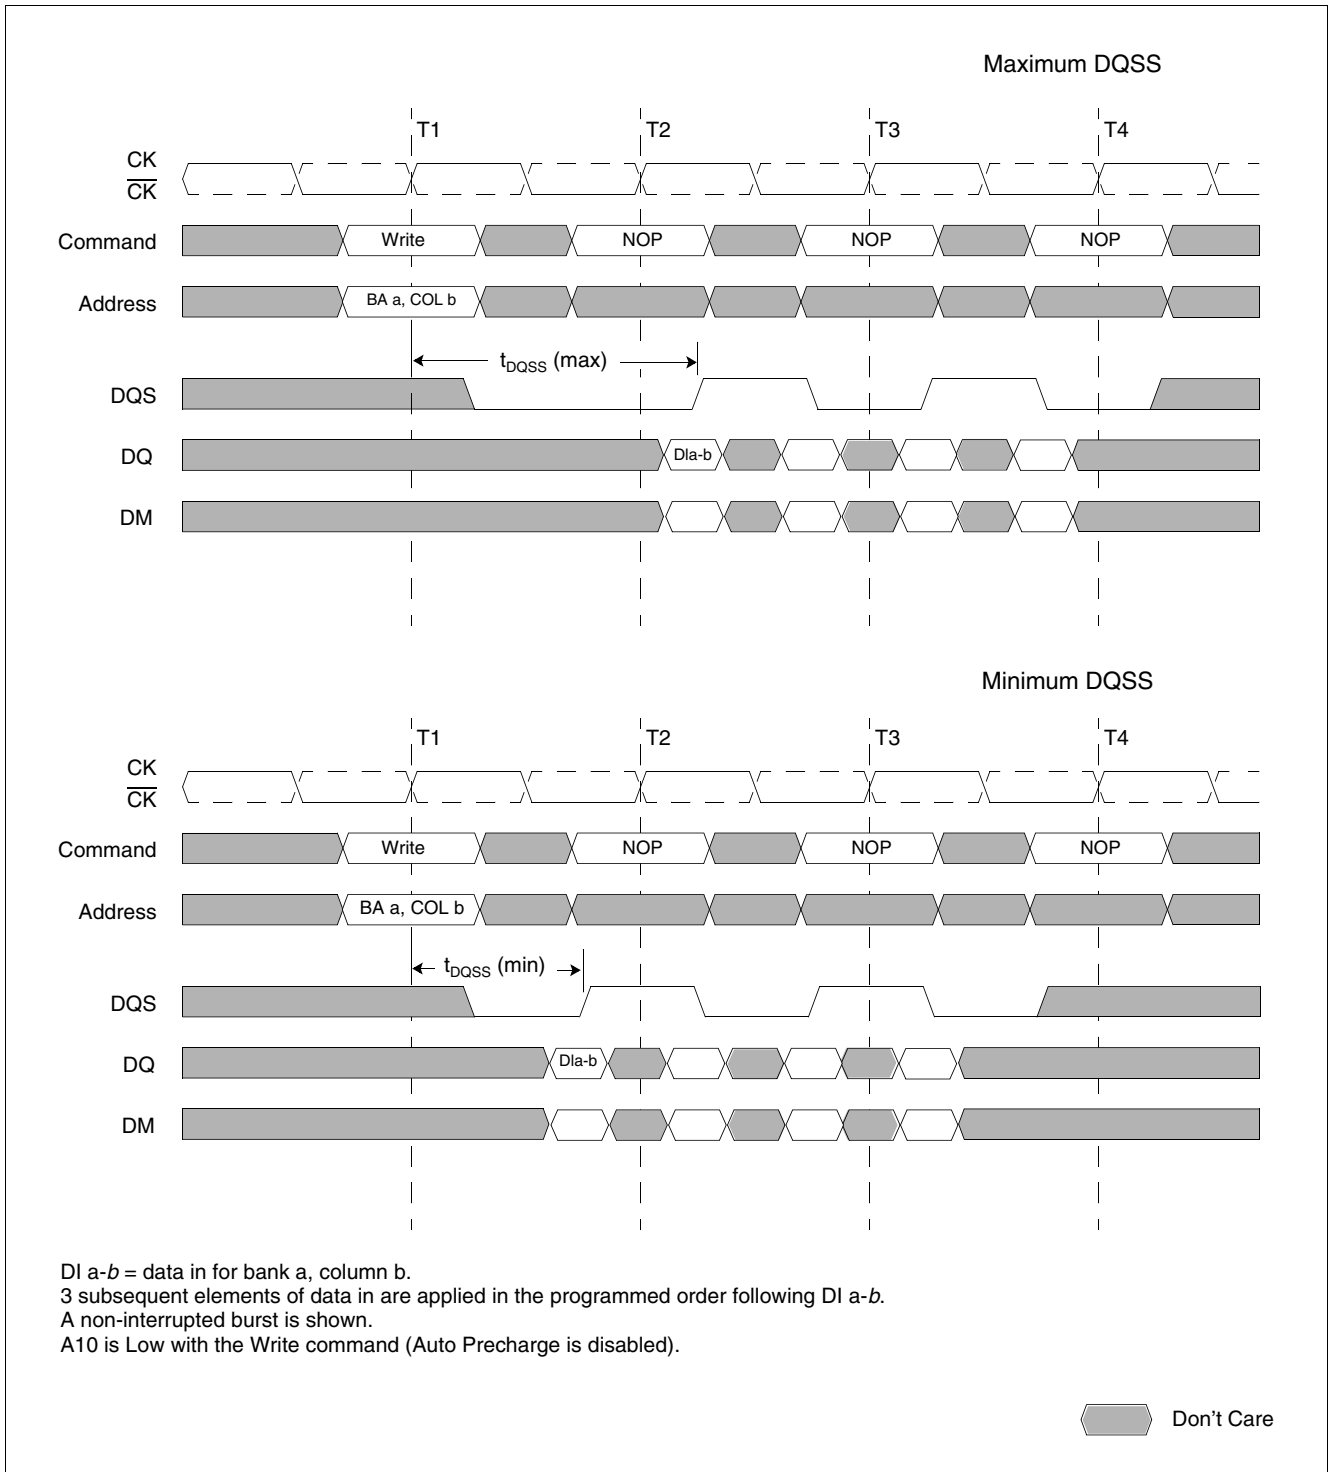 Maximum DQSS
T1 T2 T3 T4
CK
CK
Command Write NOP NOP NOP
Address BA a, COL b
tDQSS (max)
DQS
DQ DIa-b
DM
Minimum DQSS
T1 T2 T3 T4
CK
CK
Command Write NOP NOP NOP
Address BA a, COL b
tDQSS (min)
DQS
DQ DIa-b
DM
DI a-b = data in for bank a, column b.
3 subsequent elements of data in are applied in the programmed order following DI a-b.
A non-interrupted burst is shown.
A10 is Low with the Write command (Auto Precharge is disabled).
Don't Care